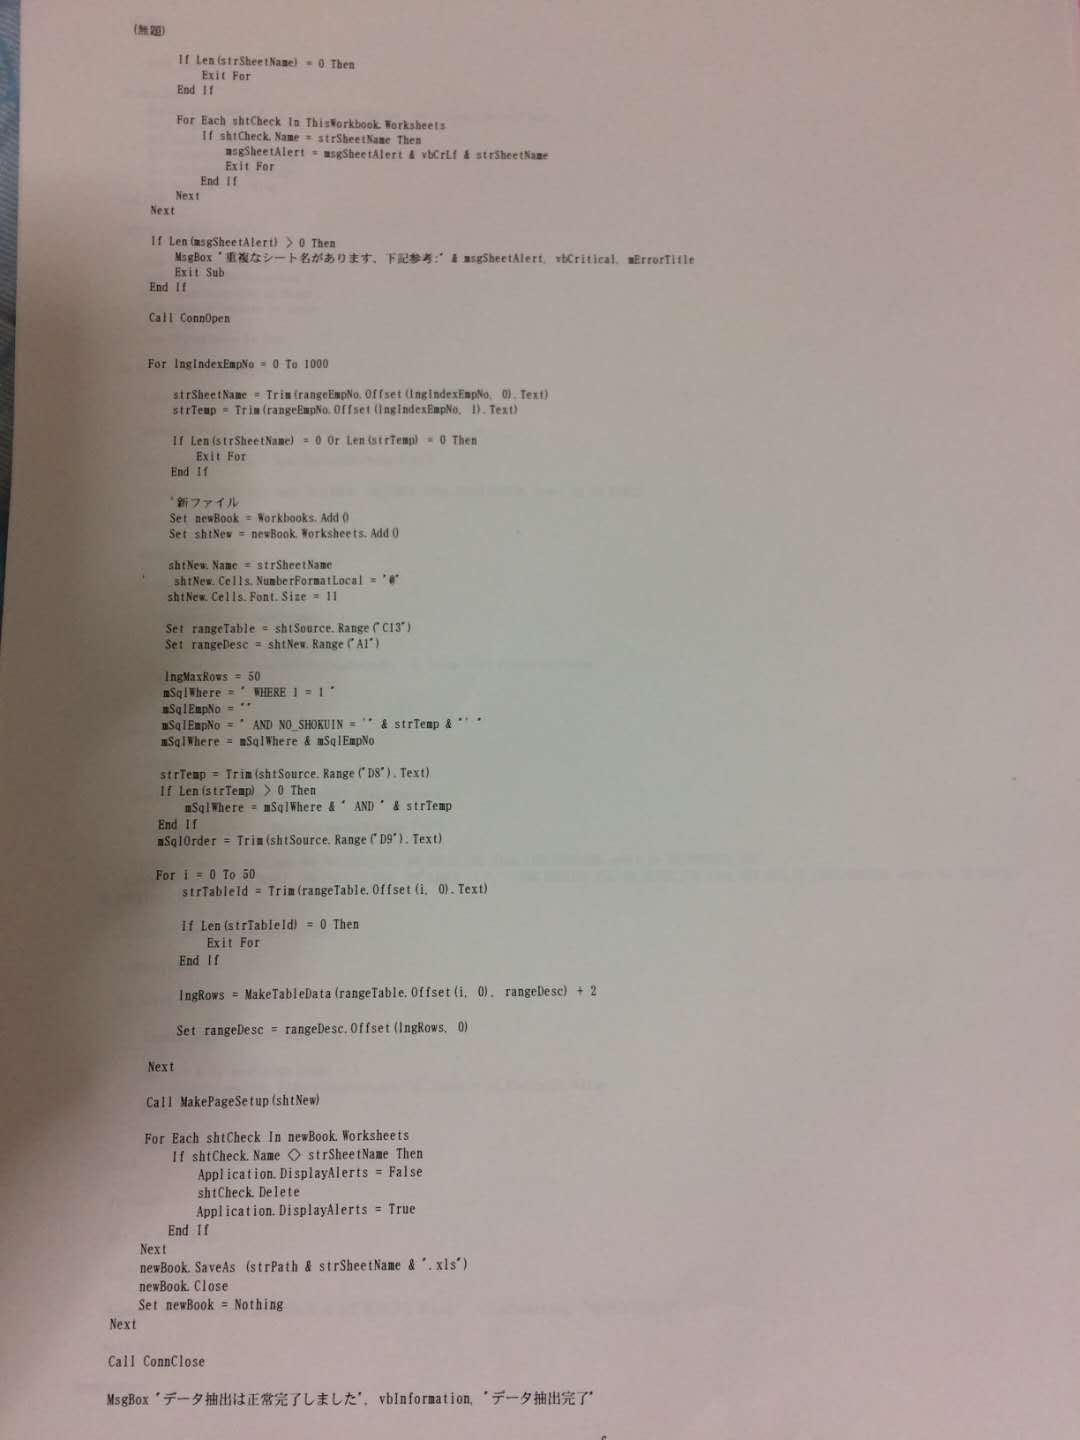 (無題)
If Len(strSheetName) = 0 Then
Exit For
End If
For Each shtCheck In ThisWorkbook.Worksheets
If shtCheck.Name = strSheetName Then
msgSheetAlert = msgSheetAlert & vbCrLf & strSheetName
Exit For
End If
Next
Next
If Len(msgSheetAlert) > 0 Then
MsgBox "重複なシート名があります、下記参考:" & msgSheetAlert, vbCritical, mErrorTitle
Exit Sub
End If
Call ConnOpen
For lngIndexEmpNo = 0 To 1000
strSheetName = Trim(rangeEmpNo.Offset(lngIndexEmpNo, 0).Text)
strTemp = Trim(rangeEmpNo.Offset(lngIndexEmpNo, 1).Text)
If Len(strSheetName) = 0 Or Len(strTemp) = 0 Then
Exit For
End If
'新ファイル
Set newBook = Workbooks.Add()
Set shtNew = newBook.Worksheets.Add()
shtNew.Name = strSheetName
' shtNew.Cells.NumberFormatLocal = "@"
shtNew.Cells.Font.Size = 11
Set rangeTable = shtSource.Range("C13")
Set rangeDesc = shtNew.Range("A1")
lngMaxRows = 50
mSqlWhere = " WHERE 1 = 1 "
mSqlEmpNo = ""
mSqlEmpNo = " AND NO_SHOKUIN = '" & strTemp & "' "
mSqlWhere = mSqlWhere & mSqlEmpNo
strTemp = Trim(shtSource.Range("D8").Text)
If Len(strTemp) > 0 Then
mSqlWhere = mSqlWhere & " AND " & strTemp
End If
mSqlOrder = Trim(shtSource.Range("D9").Text)
For i = 0 To 50
strTableId = Trim(rangeTable.Offset(i, 0).Text)
If Len(strTableId) = 0 Then
Exit For
End If
lngRows = MakeTableData(rangeTable.Offset(i, 0), rangeDesc) + 2
Set rangeDesc = rangeDesc.Offset(lngRows, 0)
Next
Call MakePageSetup(shtNew)
For Each shtCheck In newBook.Worksheets
If shtCheck.Name <> strSheetName Then
Application.DisplayAlerts = False
shtCheck.Delete
Application.DisplayAlerts = True
End If
Next
newBook.SaveAs (strPath & strSheetName & ".xls")
newBook.Close
Set newBook = Nothing
Next
Call ConnClose
MsgBox "データ抽出は正常完了しました", vbInformation, "データ抽出完了"